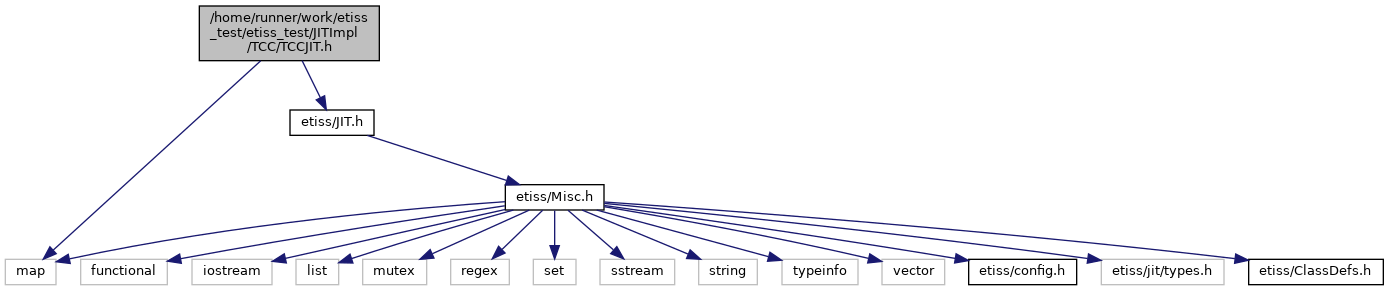 /home/runner/work/etiss
_test/etiss_test/JITImpl
/TCC/TCCJIT.h
etiss/JIT.h
etiss/Misc.h
map
functional
iostream
list
mutex
regex
set
sstream
string
typeinfo
vector
etiss/config.h
etiss/jit/types.h
etiss/ClassDefs.h